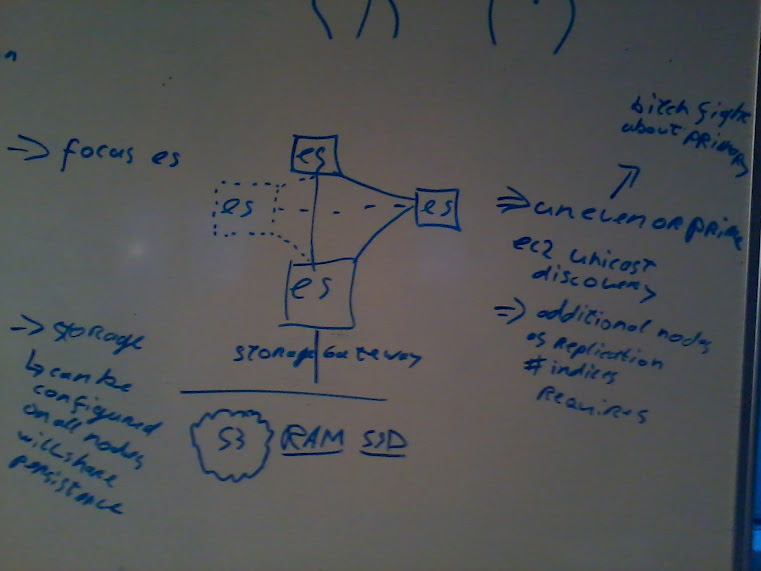 bitch fight
about primary
=> focus es
es
es
es
=> uneven or prime
ec2 unicast
discovery
es
=> additional nodes
as replication
# indices
requires
=> storage
↳ can be
configured
on all nodes
will share
persistence
storage Gateway
S3 RAM SSD